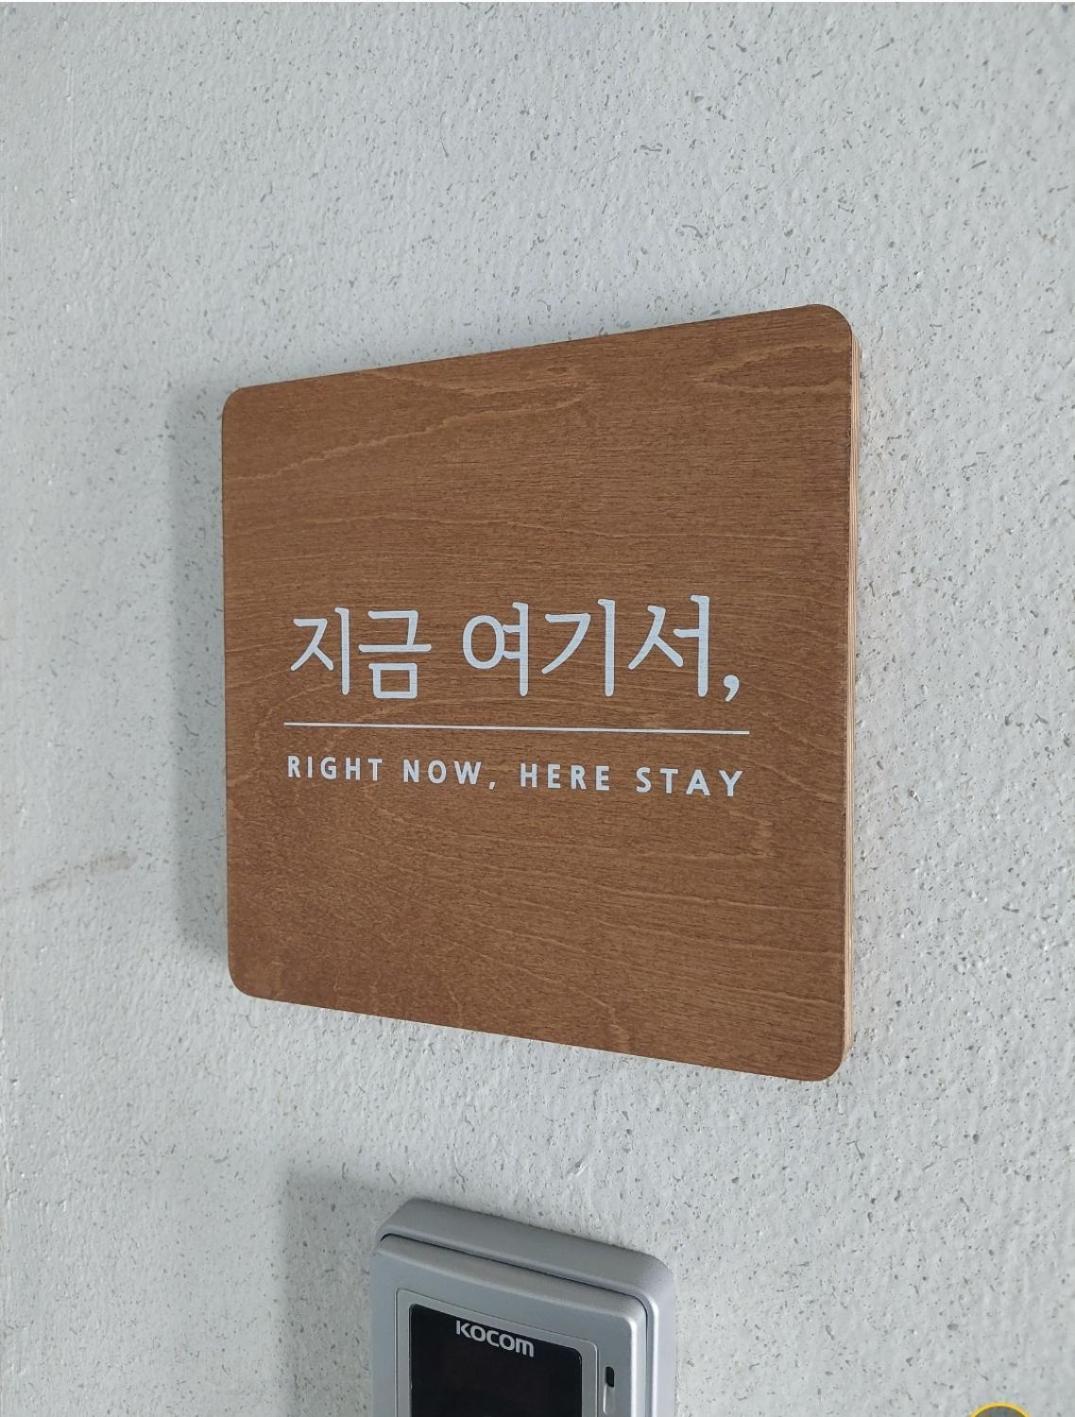 지금 여기서,
RIGHT NOW, HERE STAY
KOCOM